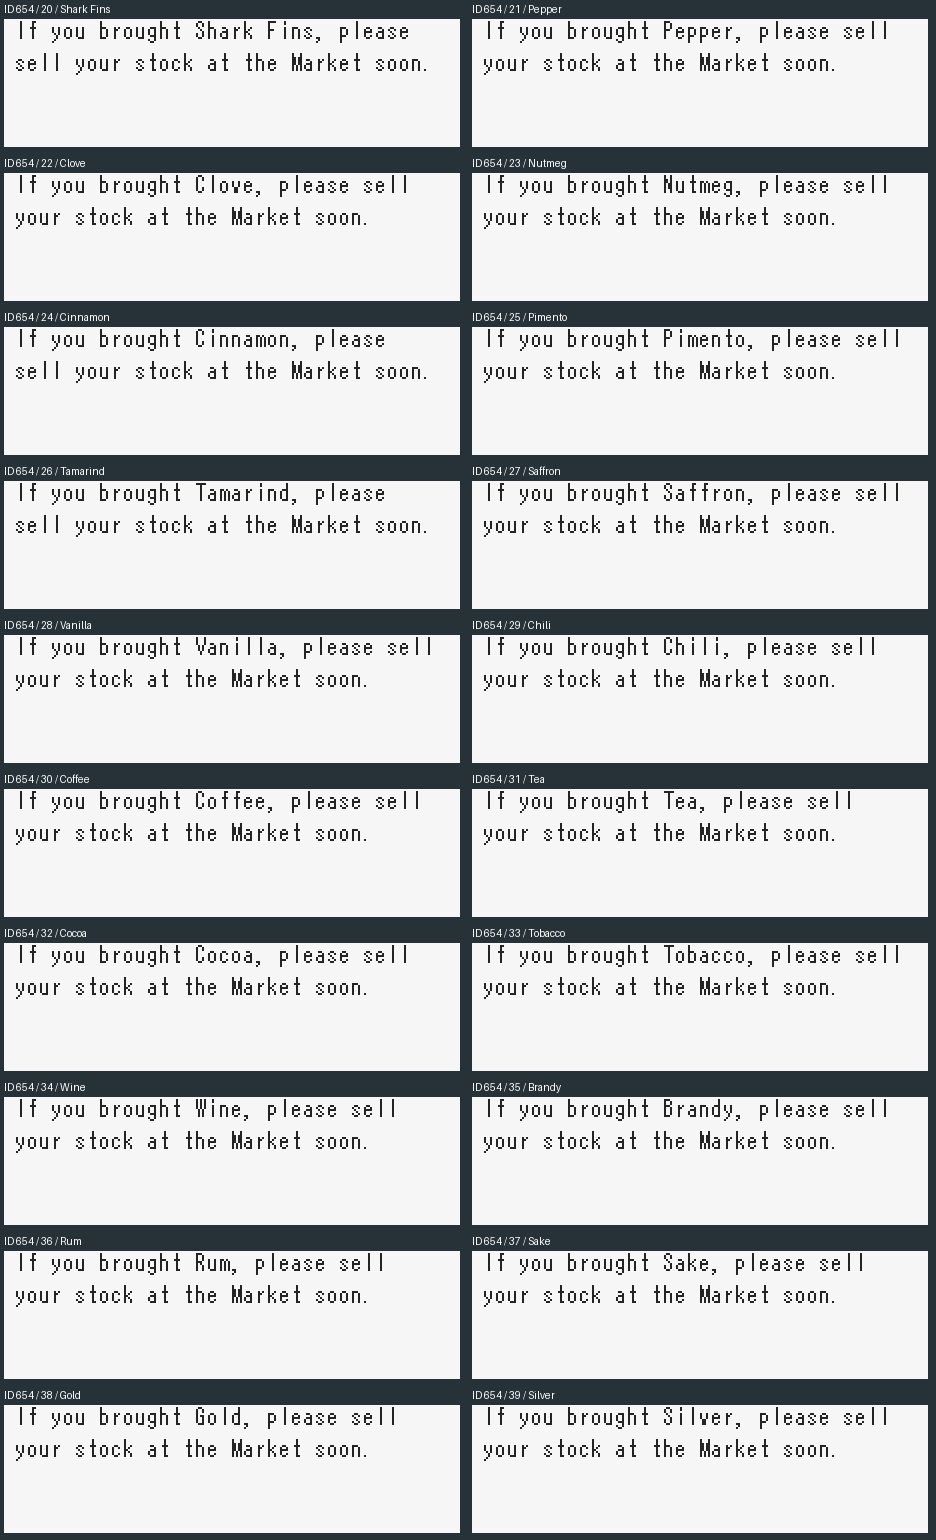 ID654/20/Shark Fins
If you brought Shark Fins, please
sell your stock at the Market soon.
ID654/21/Pepper
If you brought Pepper, please sell
your stock at the Market soon.
ID654/22/Clove
If you brought Clove, please sell
your stock at the Market soon.
ID654/23/Nutmeg
If you brought Nutmeg, please sell
your stock at the Market soon.
ID654/24/Cinnamon
If you brought Cinnamon, please
sell your stock at the Market soon.
ID654/25/Pimento
If you brought Pimento, please sell
your stock at the Market soon.
ID654/26/Tamarind
If you brought Tamarind, please
sell your stock at the Market soon.
ID654/27/Saffron
If you brought Saffron, please sell
your stock at the Market soon.
ID654/28/Vanilla
If you brought Vanilla, please sell
your stock at the Market soon.
ID654/29/Chili
If you brought Chili, please sell
your stock at the Market soon.
ID654/30/Coffee
If you brought Coffee, please sell
your stock at the Market soon.
ID654/31/Tea
If you brought Tea, please sell
your stock at the Market soon.
ID654/32/Cocoa
If you brought Cocoa, please sell
your stock at the Market soon.
ID654/33/Tobacco
If you brought Tobacco, please sell
your stock at the Market soon.
ID654/34/Wine
If you brought Wine, please sell
your stock at the Market soon.
ID654/35/Brandy
If you brought Brandy, please sell
your stock at the Market soon.
ID654/36/Rum
If you brought Rum, please sell
your stock at the Market soon.
ID654/37/Sake
If you brought Sake, please sell
your stock at the Market soon.
ID654/38/Gold
If you brought Gold, please sell
your stock at the Market soon.
ID654/39/Silver
If you brought Silver, please sell
your stock at the Market soon.